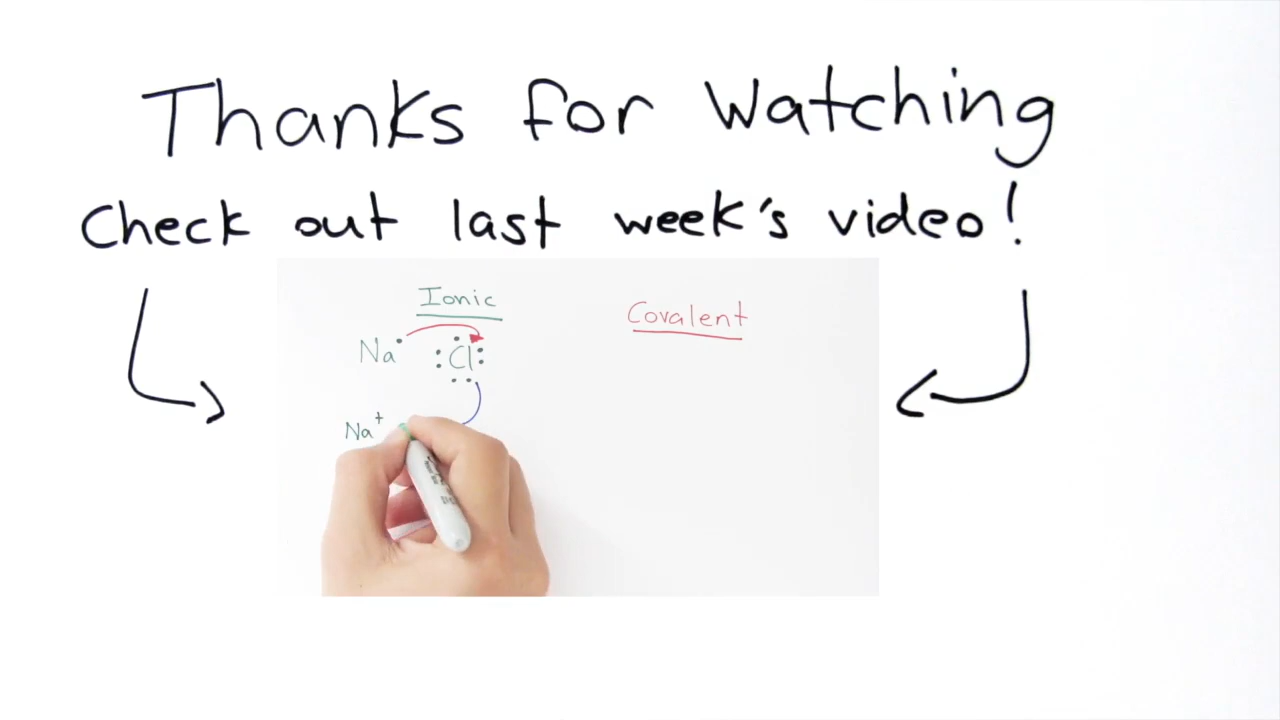 Thanks for Watching
Check out last week's video!
Ionic
Covalent
Na Cl
Na+